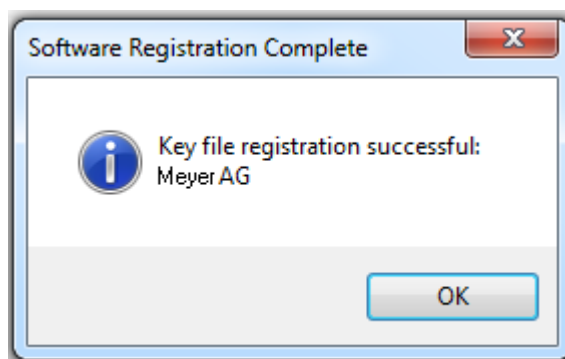 Software Registration Complete
Key file registration successful:
Meyer AG
OK